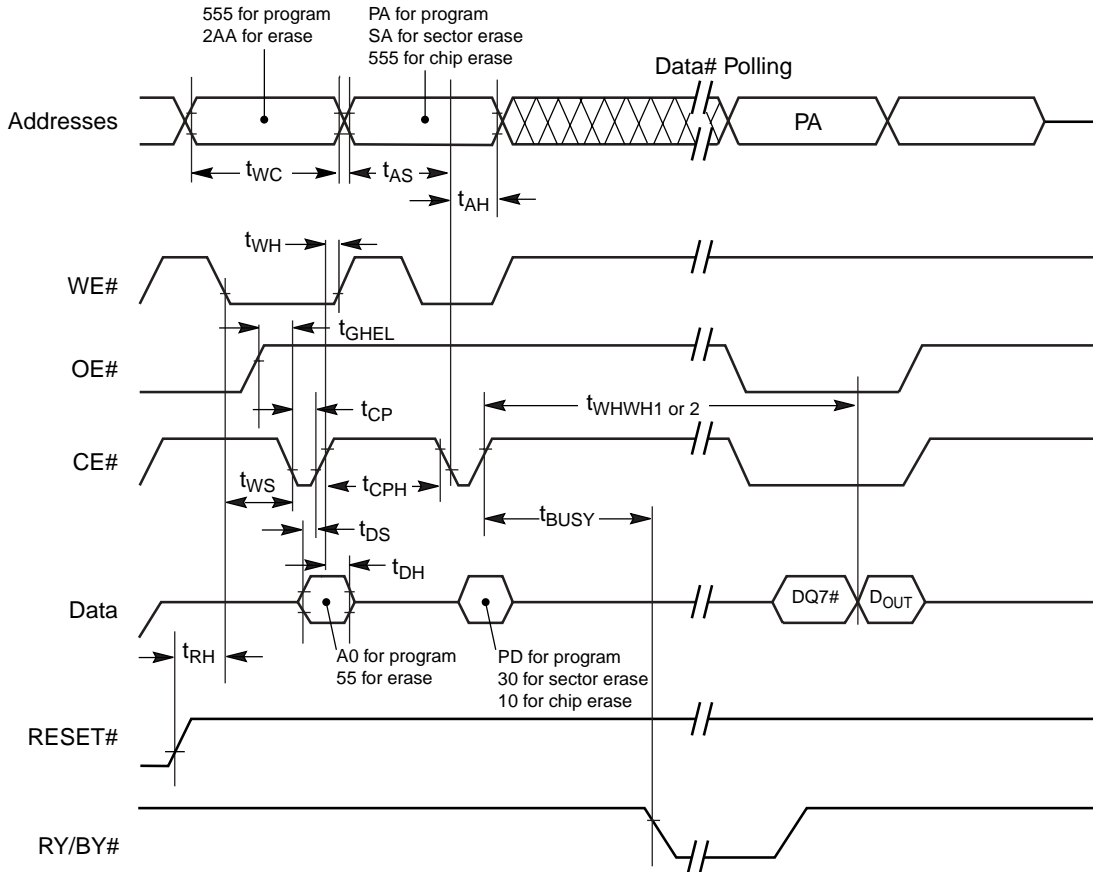 555 for program
2AA for erase
PA for program
SA for sector erase
555 for chip erase
Data# Polling
Addresses
PA
tWC
tAS
tAH
tWH
WE#
tGHEL
OE#
tWHWH1 or 2
tCP
CE#
tWS
tCPH
tBUSY
tDS
tDH
Data
DQ7#
DOUT
tRH
A0 for program
55 for erase
PD for program
30 for sector erase
10 for chip erase
RESET#
RY/BY#